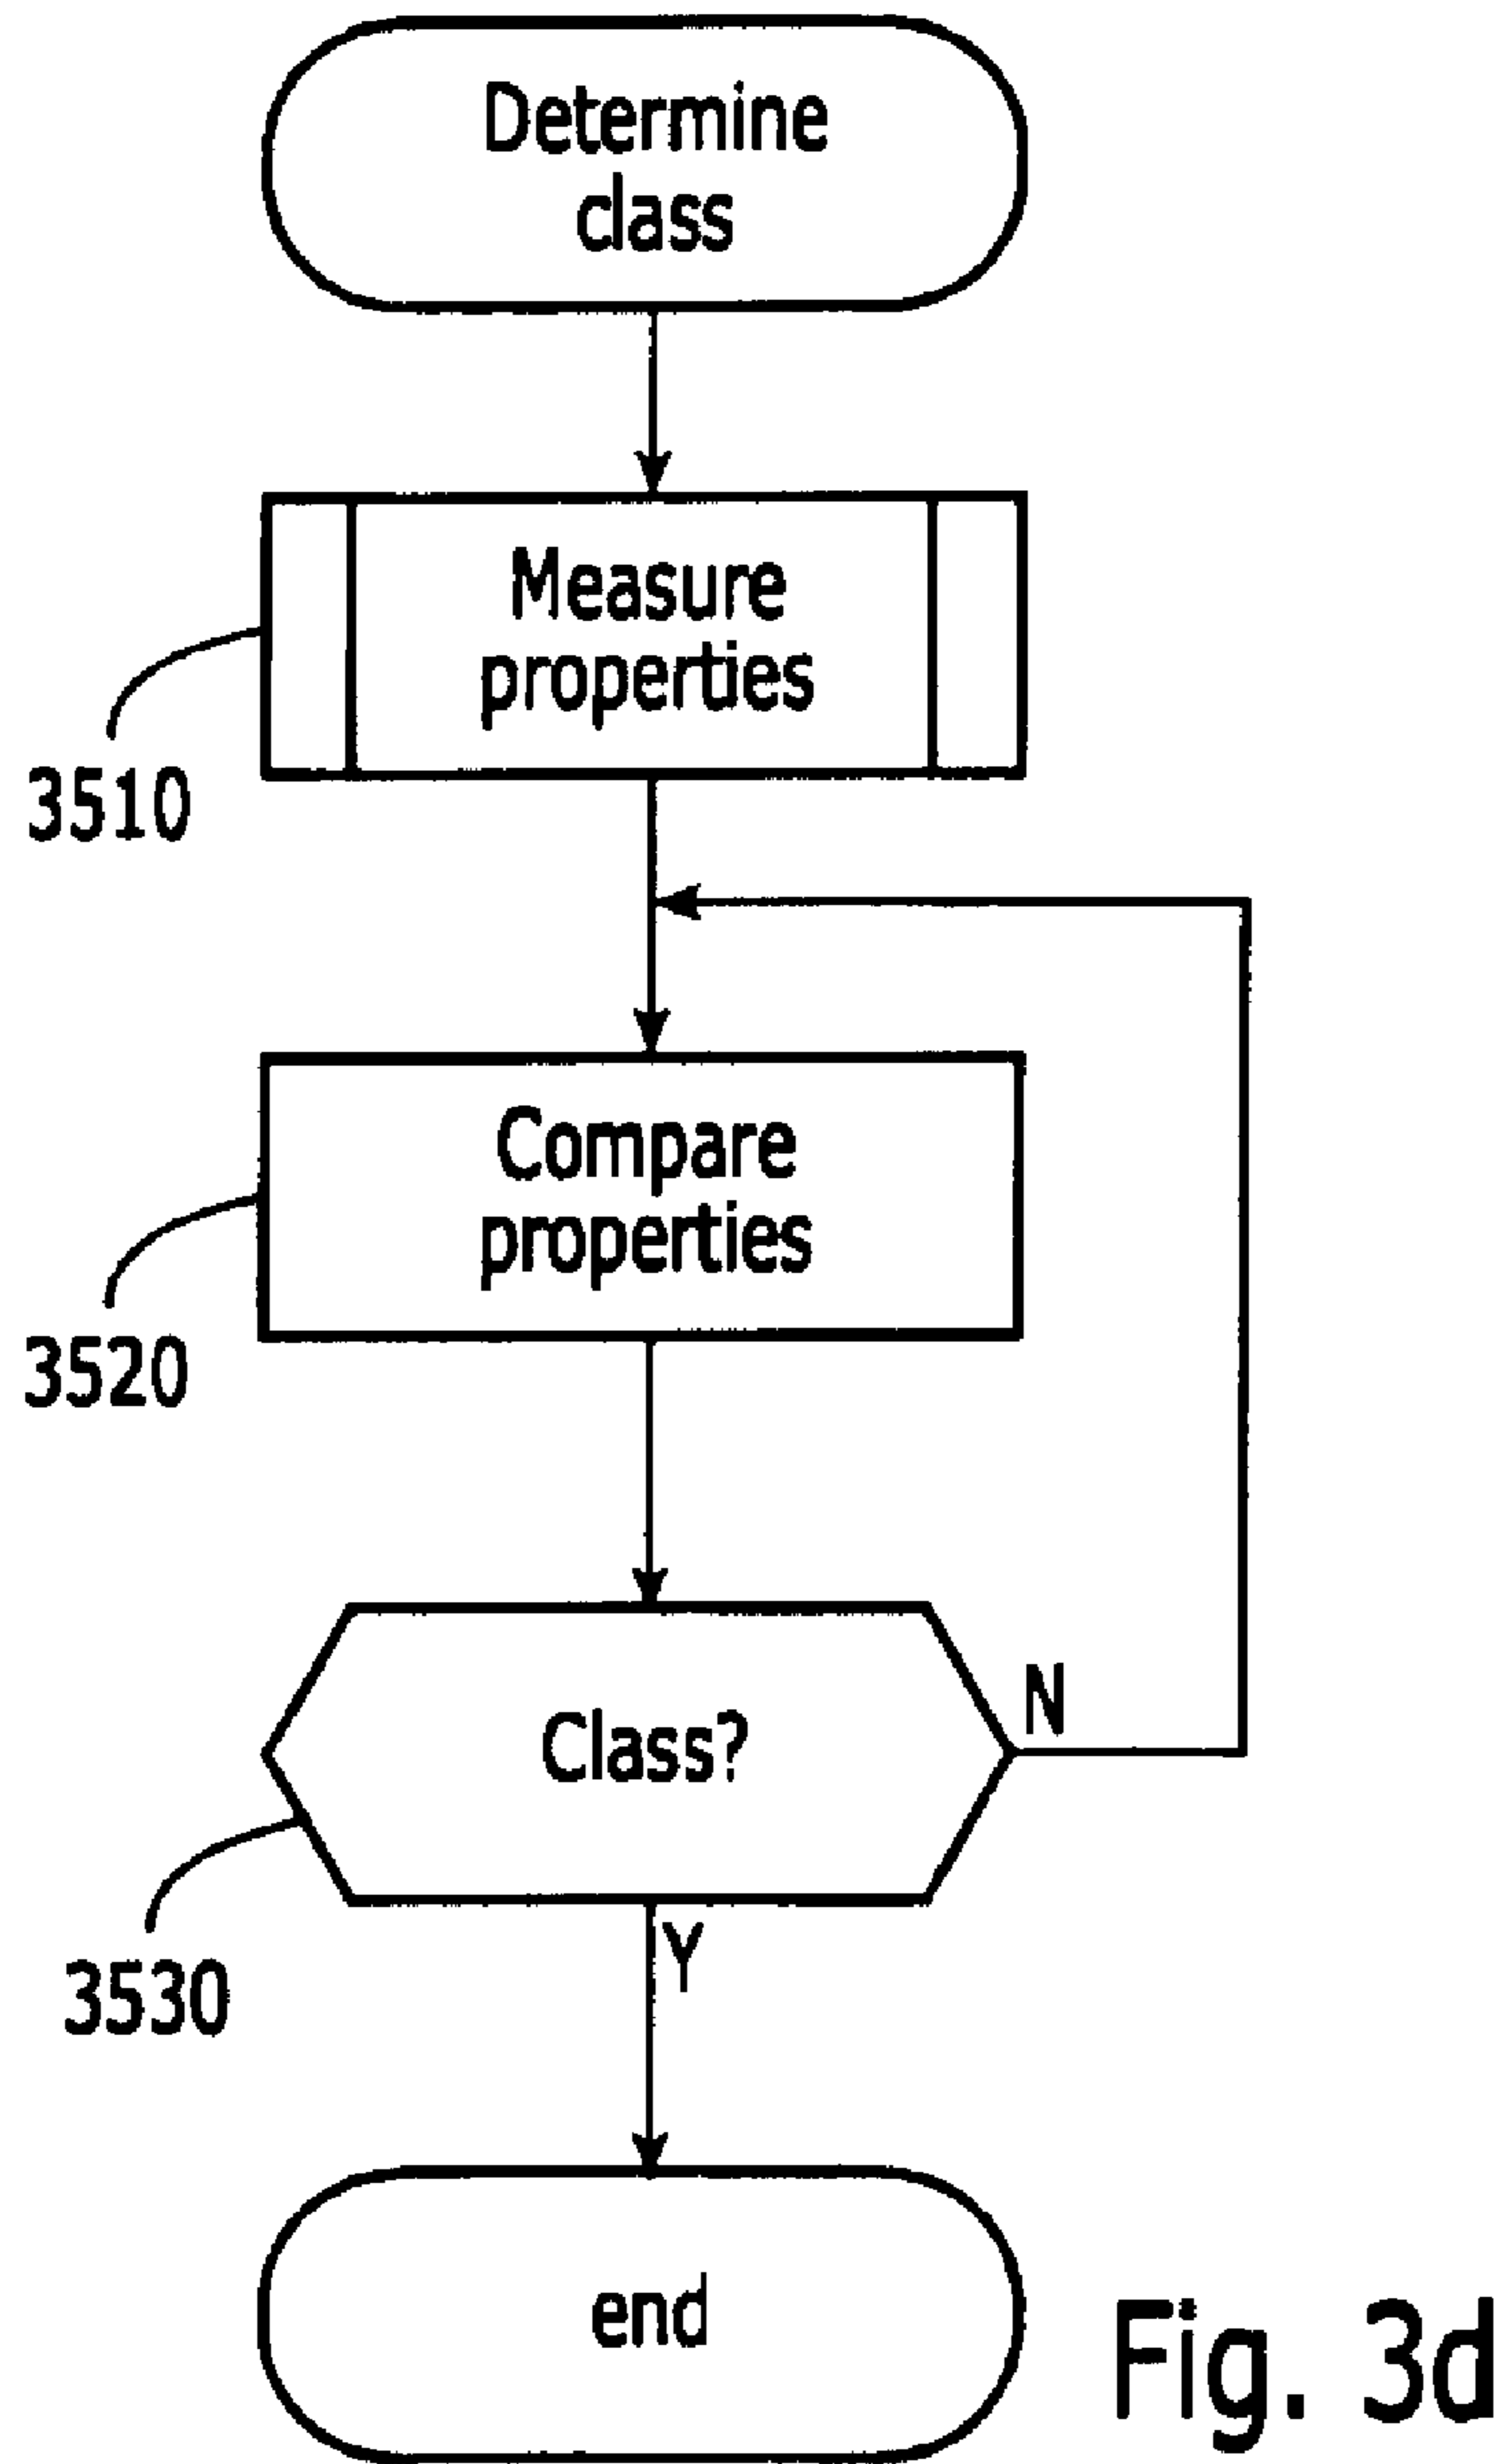 Determine
class
Measure
properties
3510
Compare
properties
3520
Class?
N
3530
Y
end
Fig. 3d